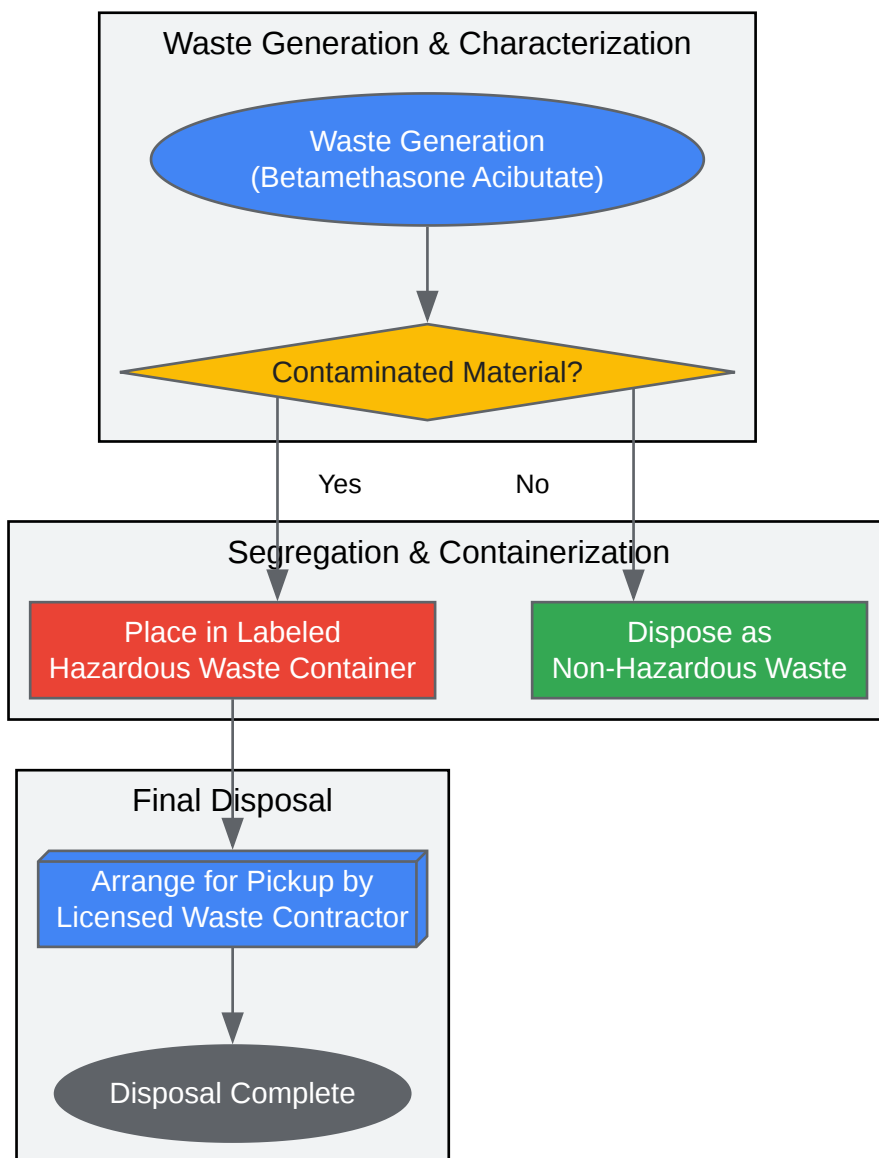 Waste Generation & Characterization
Waste Generation
(Betamethasone Acibutate)
Contaminated Material?
Yes
No
Segregation & Containerization
Place in Labeled
Hazardous Waste Container
Dispose as
Non-Hazardous Waste
Final Disposal
Arrange for Pickup by
Licensed Waste Contractor
Disposal Complete